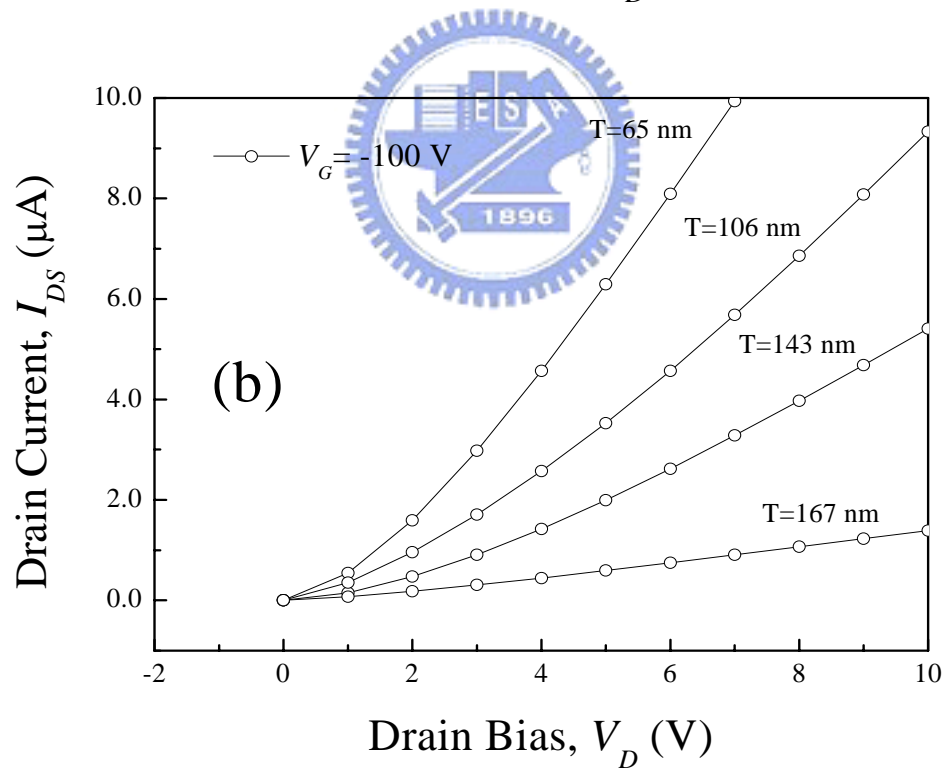 D
10.0
8.0
6.0
4.0
2.0
0.0
-2
0
2
4
6
8
10
Drain Current, I_DS (μA)
Drain Bias, V_D (V)
V_G= -100 V
(b)
T=65 nm
T=106 nm
T=143 nm
T=167 nm
E S A
1896